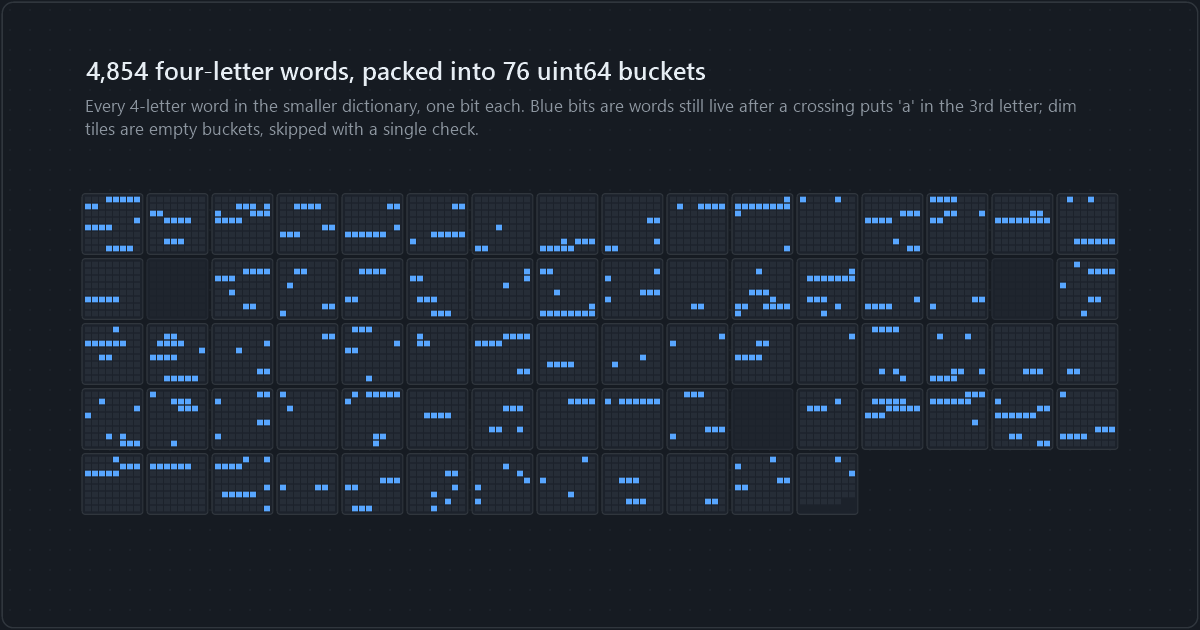 4,854 four-letter words, packed into 76 uint64 buckets
Every 4-letter word in the smaller dictionary, one bit each. Blue bits are words still live after a crossing puts 'a' in the 3rd letter; dim
tiles are empty buckets, skipped with a single check.